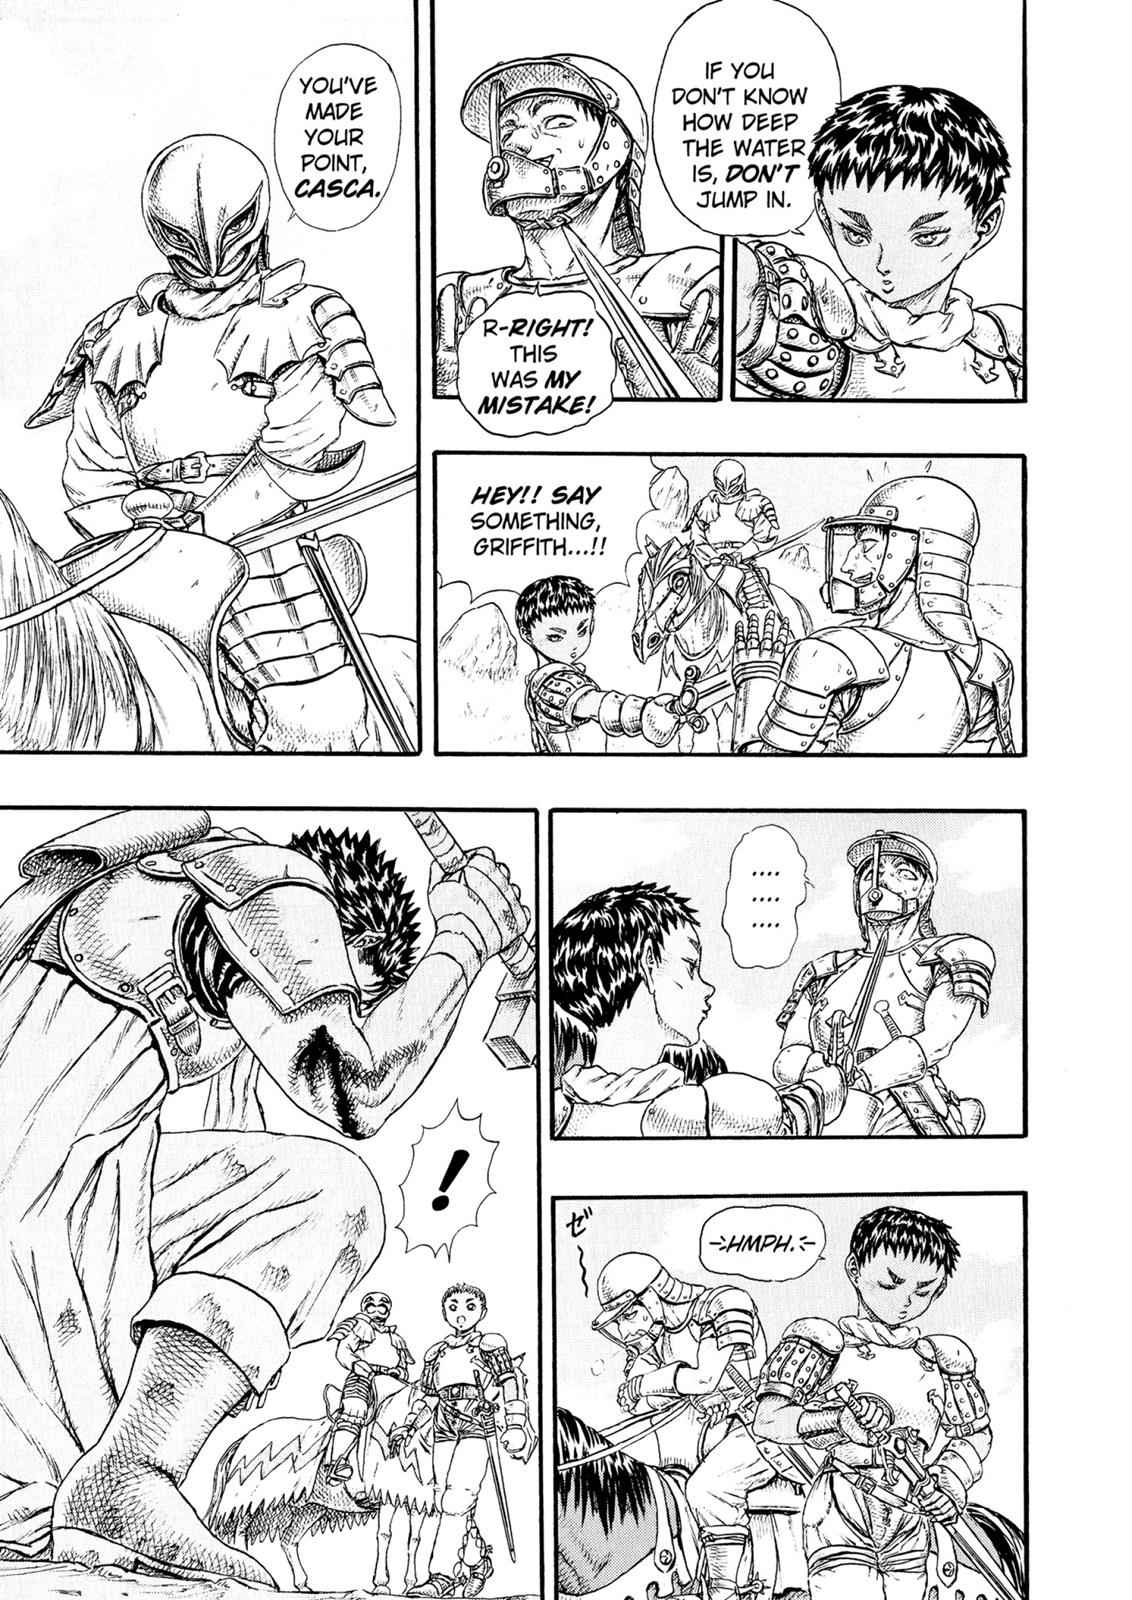 IF YOU
DON'T KNOW
HOW DEEP
THE WATER
IS, DON'T
JUMP IN.
R-RIGHT!
THIS
WAS MY
MISTAKE!
YOU'VE
MADE
YOUR
POINT,
CASCA.
HEY!! SAY
SOMETHING,
GRIFFITH...!!
....
....
....
ゼ〜
HMPH.
!